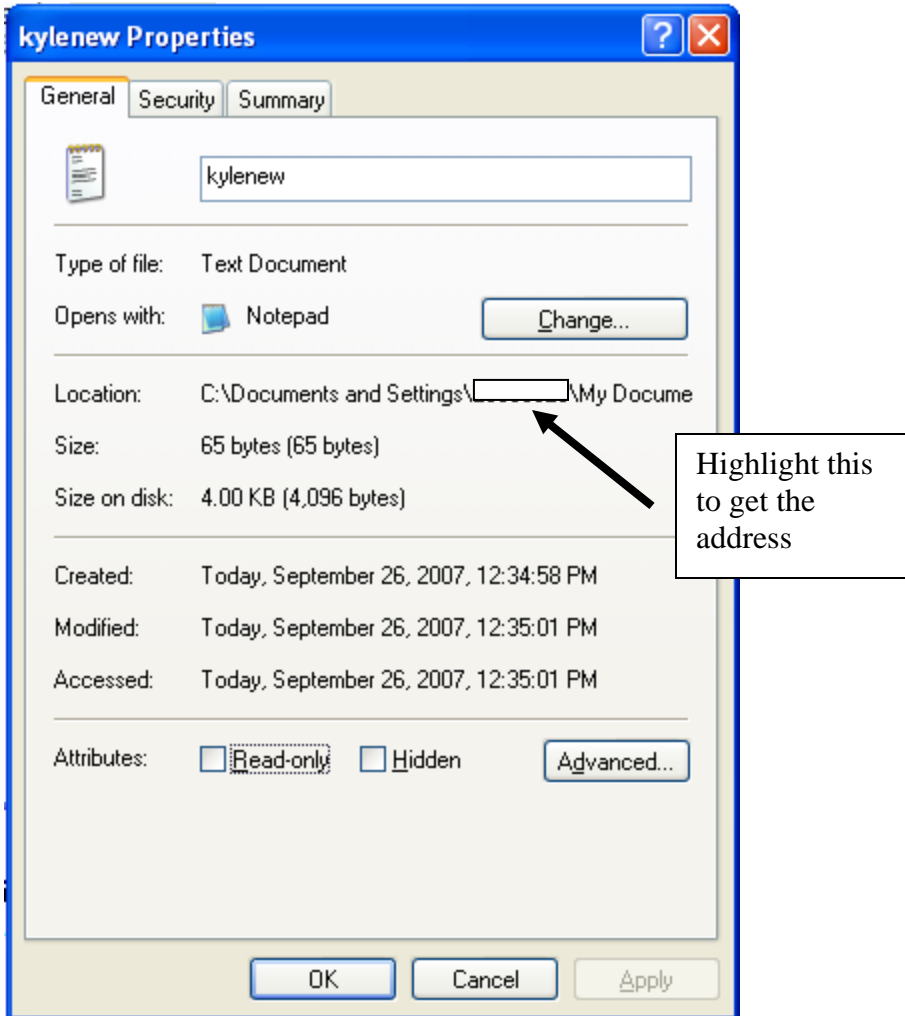 kylenew Properties
General Security Summary
kylenew
Type of file: Text Document
Opens with: Notepad Change...
Location: C:\Documents and Settings\ \My Docume
Size: 65 bytes (65 bytes)
Size on disk: 4.00 KB (4,096 bytes)
Highlight this
to get the
address
Created: Today, September 26, 2007, 12:34:58 PM
Modified: Today, September 26, 2007, 12:35:01 PM
Accessed: Today, September 26, 2007, 12:35:01 PM
Attributes: Read-only Hidden Advanced...
OK Cancel Apply